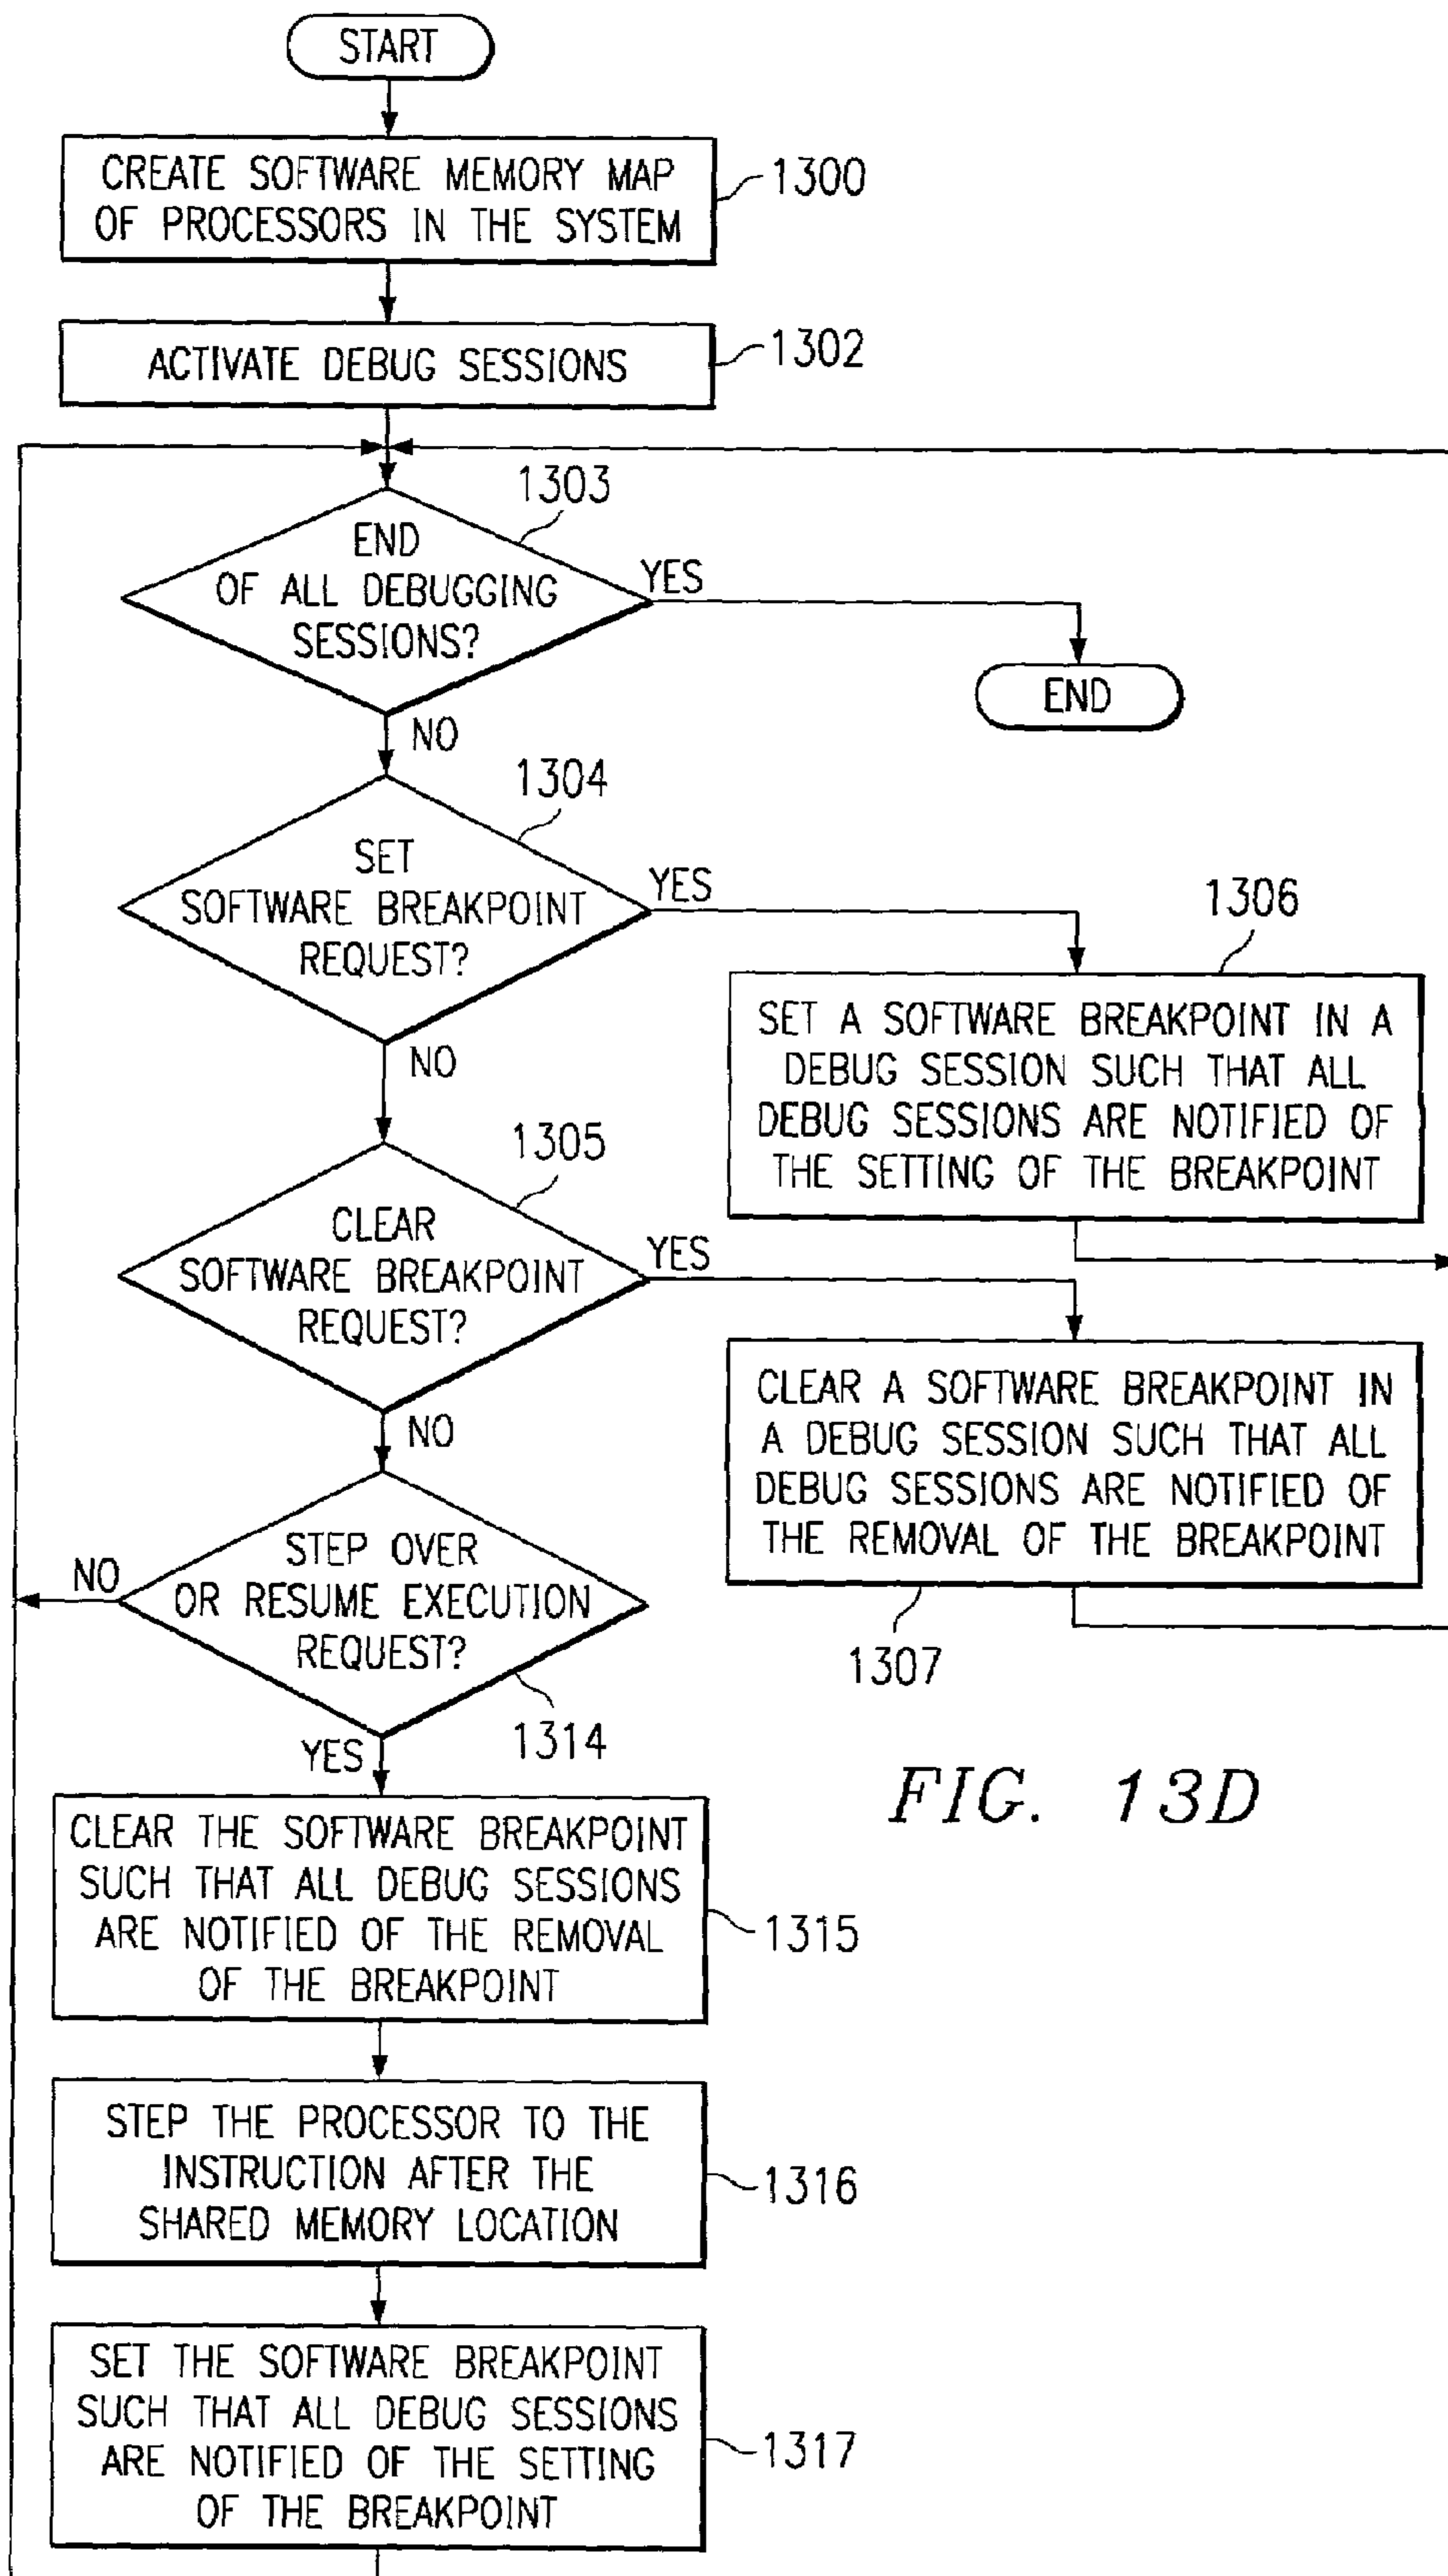 START
CREATE SOFTWARE MEMORY MAP
OF PROCESSORS IN THE SYSTEM
1300
ACTIVATE DEBUG SESSIONS
1302
1303
END
OF ALL DEBUGGING
SESSIONS?
YES
END
NO
1304
SET
SOFTWARE BREAKPOINT
REQUEST?
YES
1306
SET A SOFTWARE BREAKPOINT IN A
DEBUG SESSION SUCH THAT ALL
DEBUG SESSIONS ARE NOTIFIED OF
THE SETTING OF THE BREAKPOINT
NO
1305
CLEAR
SOFTWARE BREAKPOINT
REQUEST?
YES
CLEAR A SOFTWARE BREAKPOINT IN
A DEBUG SESSION SUCH THAT ALL
DEBUG SESSIONS ARE NOTIFIED OF
THE REMOVAL OF THE BREAKPOINT
1307
NO
STEP OVER
OR RESUME EXECUTION
REQUEST?
NO
1314
YES
FIG. 13D
CLEAR THE SOFTWARE BREAKPOINT
SUCH THAT ALL DEBUG SESSIONS
ARE NOTIFIED OF THE REMOVAL
OF THE BREAKPOINT
1315
STEP THE PROCESSOR TO THE
INSTRUCTION AFTER THE
SHARED MEMORY LOCATION
1316
SET THE SOFTWARE BREAKPOINT
SUCH THAT ALL DEBUG SESSIONS
ARE NOTIFIED OF THE SETTING
OF THE BREAKPOINT
1317